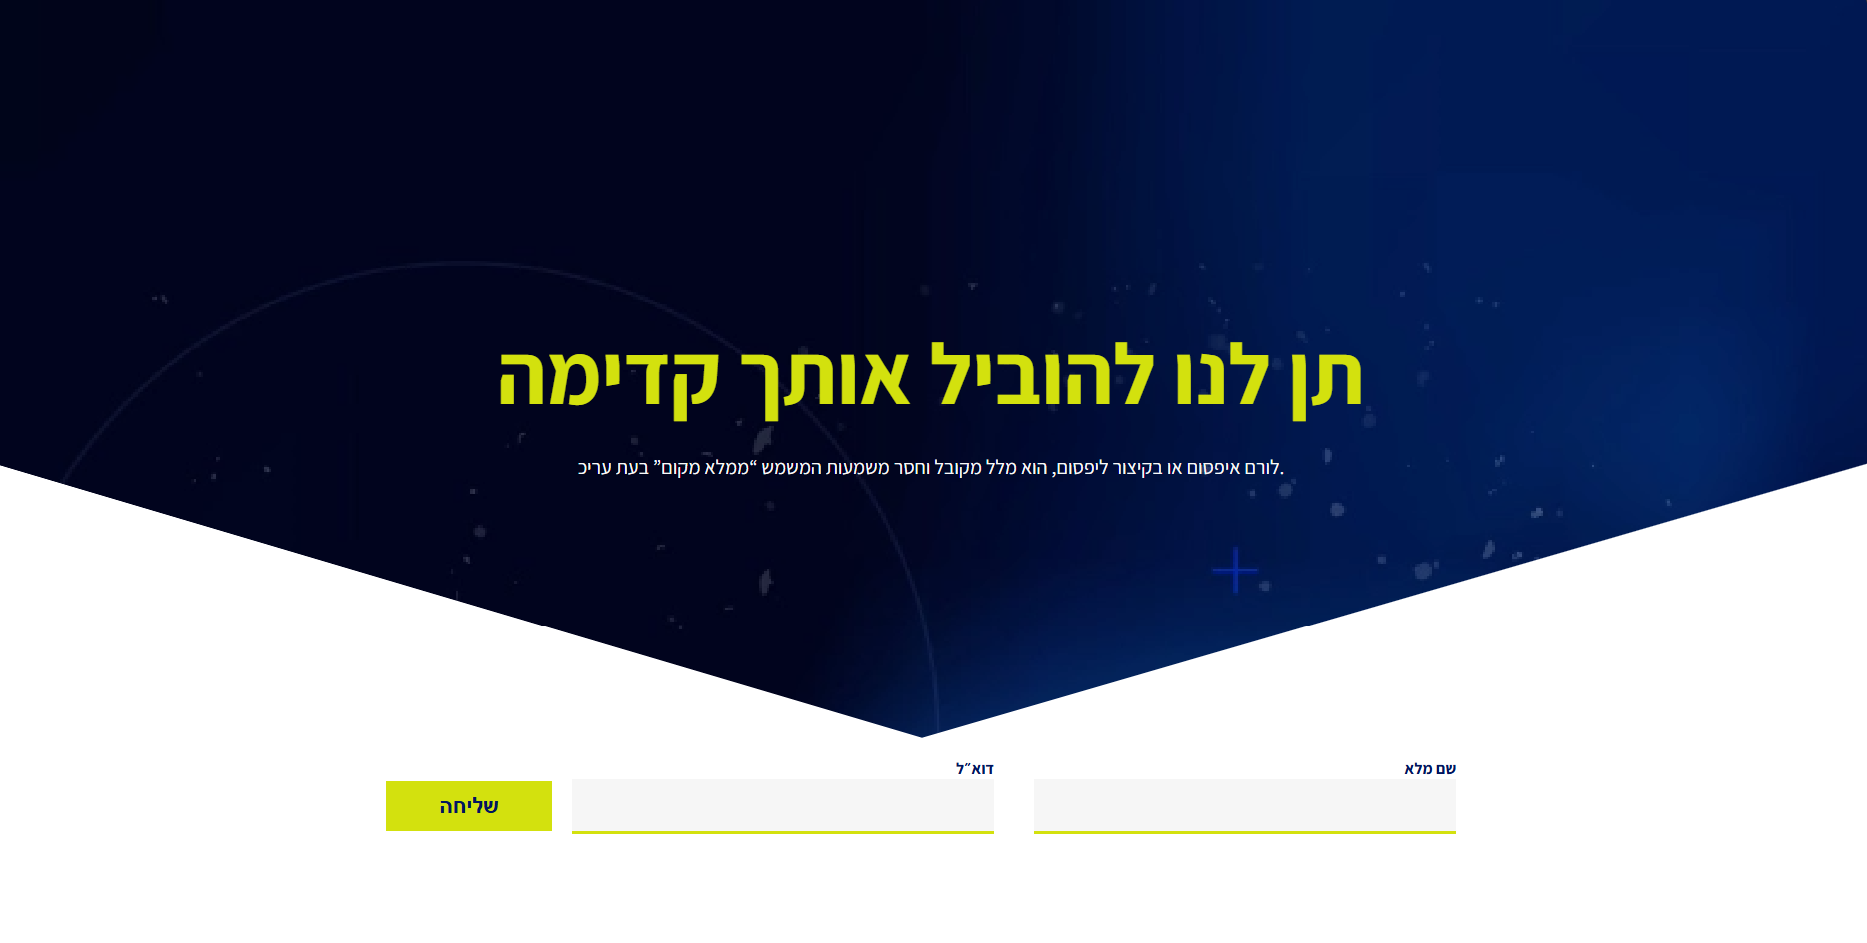 תן לנו להוביל אותך קדימה
לורם איפסום או בקיצור ליפסום, הוא מלל מקובל וחסר משמעות המשמש “ממלא מקום” בעת עריכ.
שם מלא
דוא״ל
שליחה